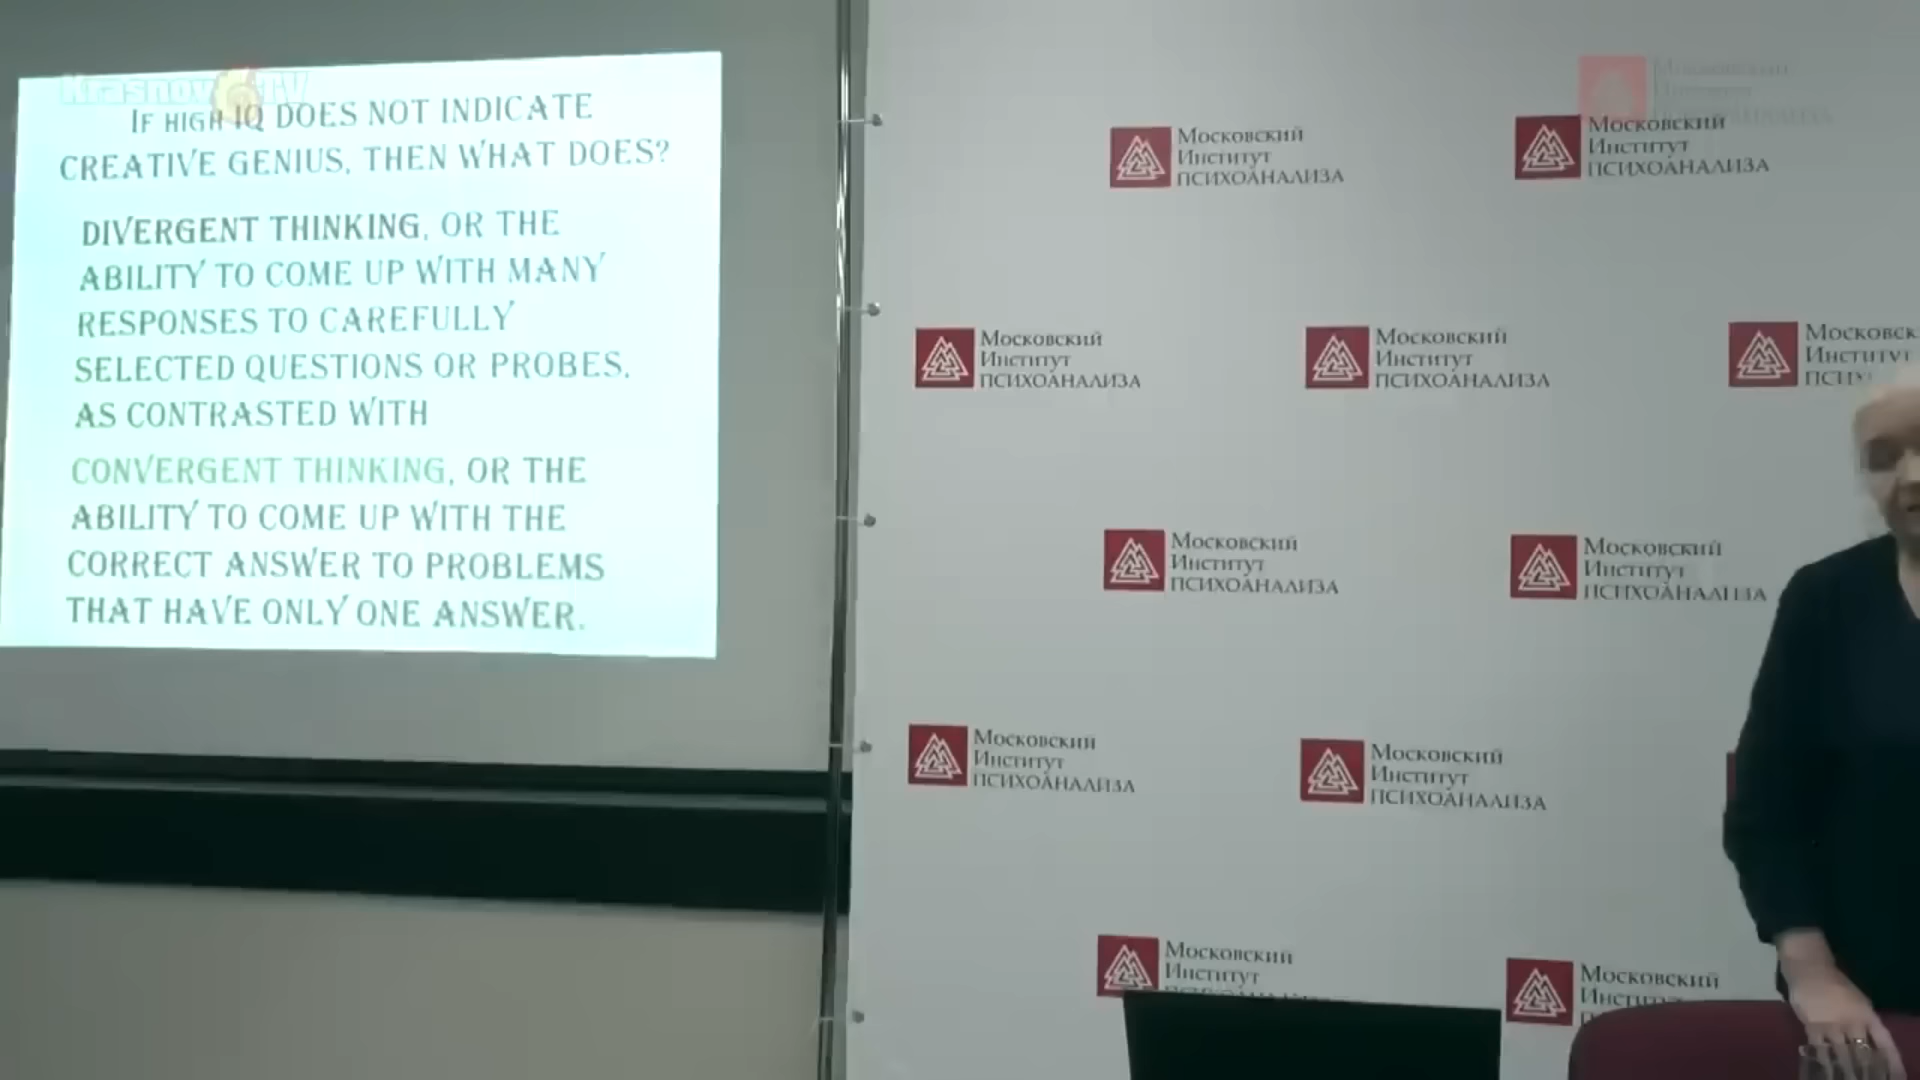 Krasnov TV
IF HIGH IQ DOES NOT INDICATE
CREATIVE GENIUS, THEN WHAT DOES?
DIVERGENT THINKING, OR THE
ABILITY TO COME UP WITH MANY
RESPONSES TO CAREFULLY
SELECTED QUESTIONS OR PROBES,
AS CONTRASTED WITH
CONVERGENT THINKING, OR THE
ABILITY TO COME UP WITH THE
CORRECT ANSWER TO PROBLEMS
THAT HAVE ONLY ONE ANSWER.
Московский
Институт
ПСИХОАНАЛИЗА
Московский
Институт
ПСИХОАНАЛИЗА
Московский
Институт
ПСИХОАНАЛИЗА
Московский
Институт
ПСИХОАНАЛИЗА
Московский
Институт
ПСИХОАНАЛИЗА
Московск
Институт
ПСИ
Московский
Институт
ПСИХОАНАЛИЗА
Московский
Институт
ПСИХОАНАЛИЗА
Московский
Институт
ПСИХОАНАЛИЗА
Московский
Институт
ПСИХОАНАЛИЗА
Московский
Институт
Московский